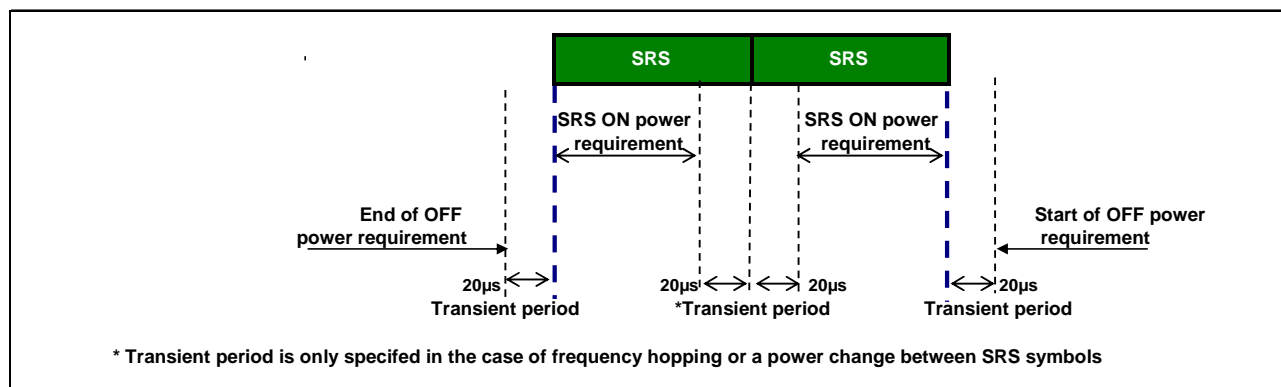 SRS SRS
SRS ON power
requirement
SRS ON power
requirement
End of OFF
power requirement
Start of OFF power
requirement
20µs
Transient period
20µs 20µs
*Transient period
20µs
Transient period
* Transient period is only specifed in the case of frequency hopping or a power change between SRS symbols